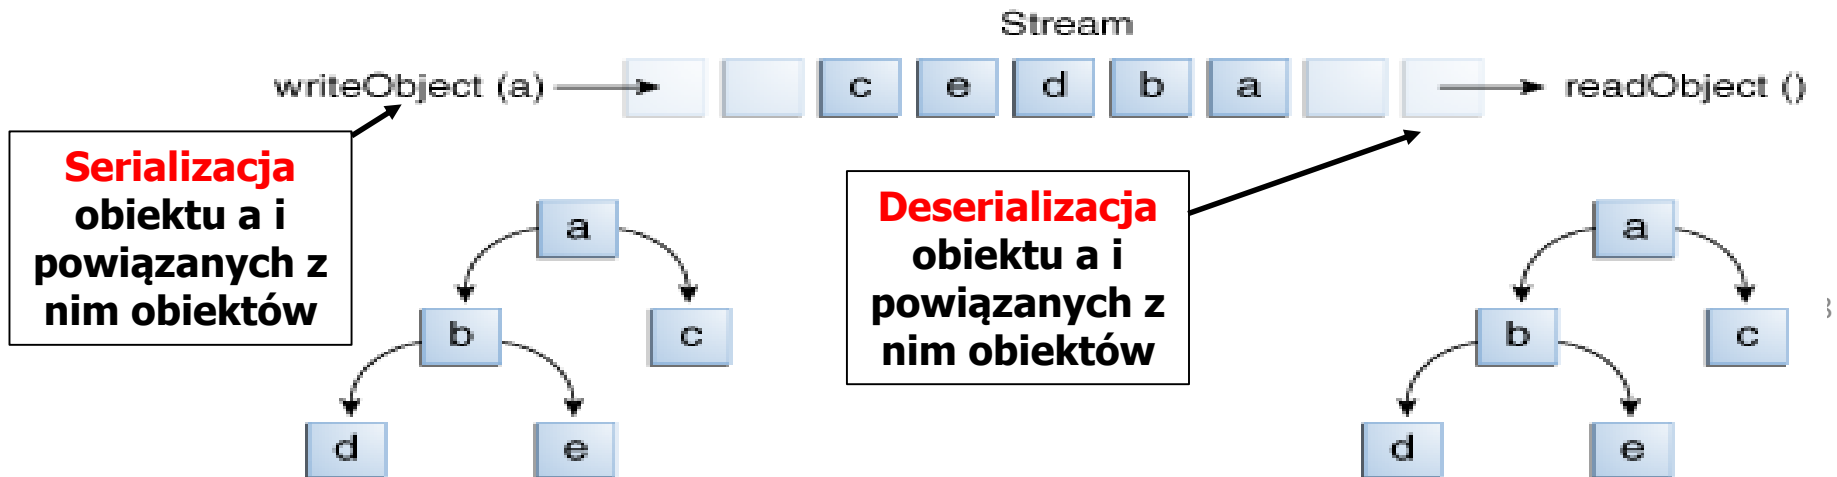 Stream
writeObject (a)
c e d b a
readObject ()
Serializacja
obiektu a i
powiązanych z
nim obiektów
Deserializacja
obiektu a i
powiązanych z
nim obiektów
a
b c
d e
a
b c
d e